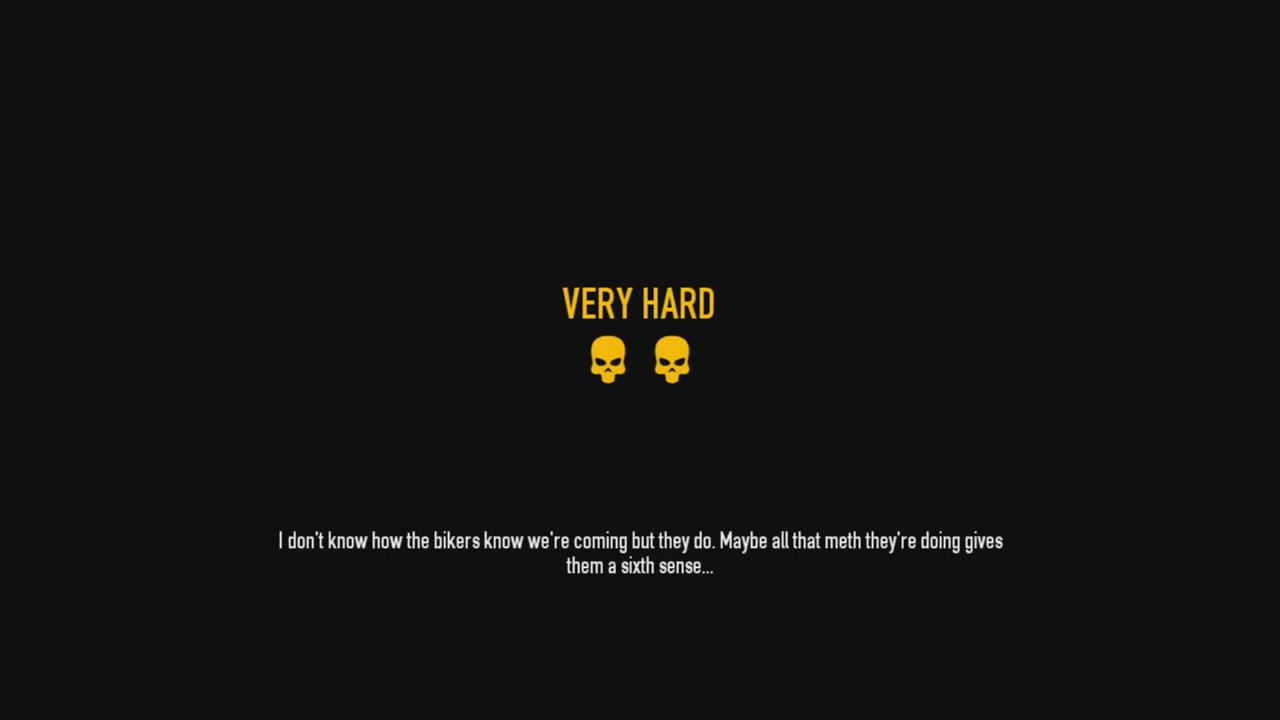 VERY HARD
I don't know how the bikers know we're coming but they do. Maybe all that meth they're doing gives
them a sixth sense...